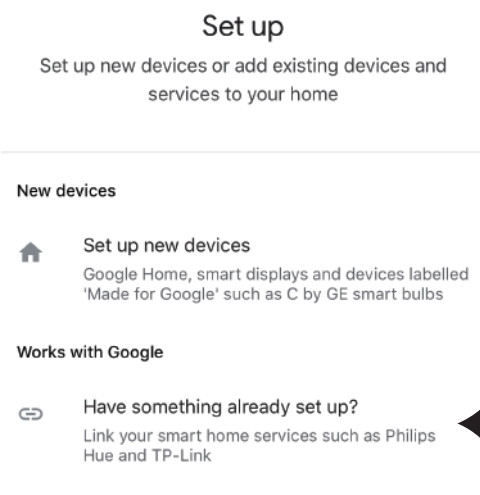 Set up
Set up new devices or add existing devices and
services to your home
New devices
Set up new devices
Google Home, smart displays and devices labelled
'Made for Google' such as C by GE smart bulbs
Works with Google
Have something already set up?
Link your smart home services such as Philips
Hue and TP-Link